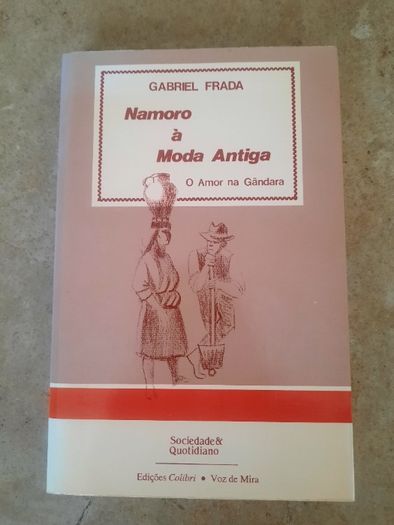 GABRIEL FRADA
Namoro
à
Moda Antiga
O Amor na Gândara
Sociedade&
Quotidiano
Edições Colibri • Voz de Mira